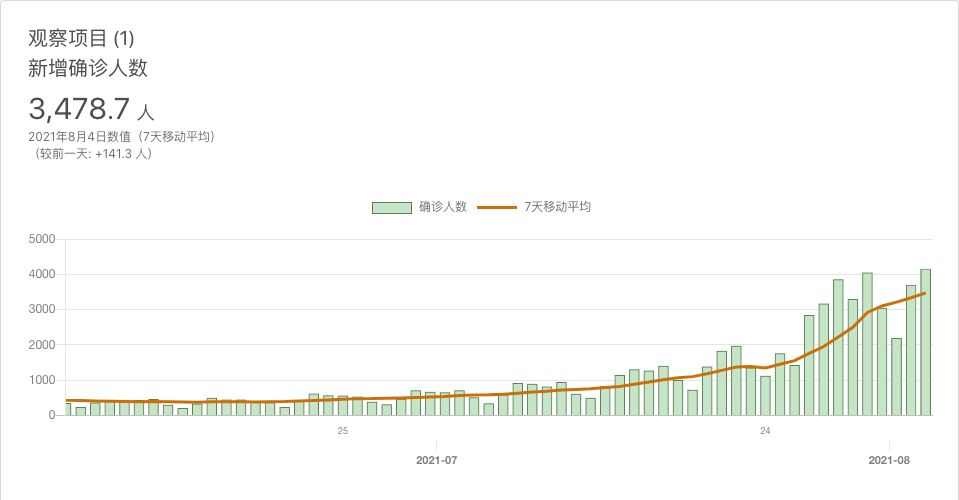 观察项目 (1)
新增确诊人数
3,478.7 人
2021年8月4日数值（7天移动平均）
（较前一天: +141.3 人）
确诊人数 7天移动平均
5000
4000
3000
2000
1000
0
25 24
2021-07 2021-08